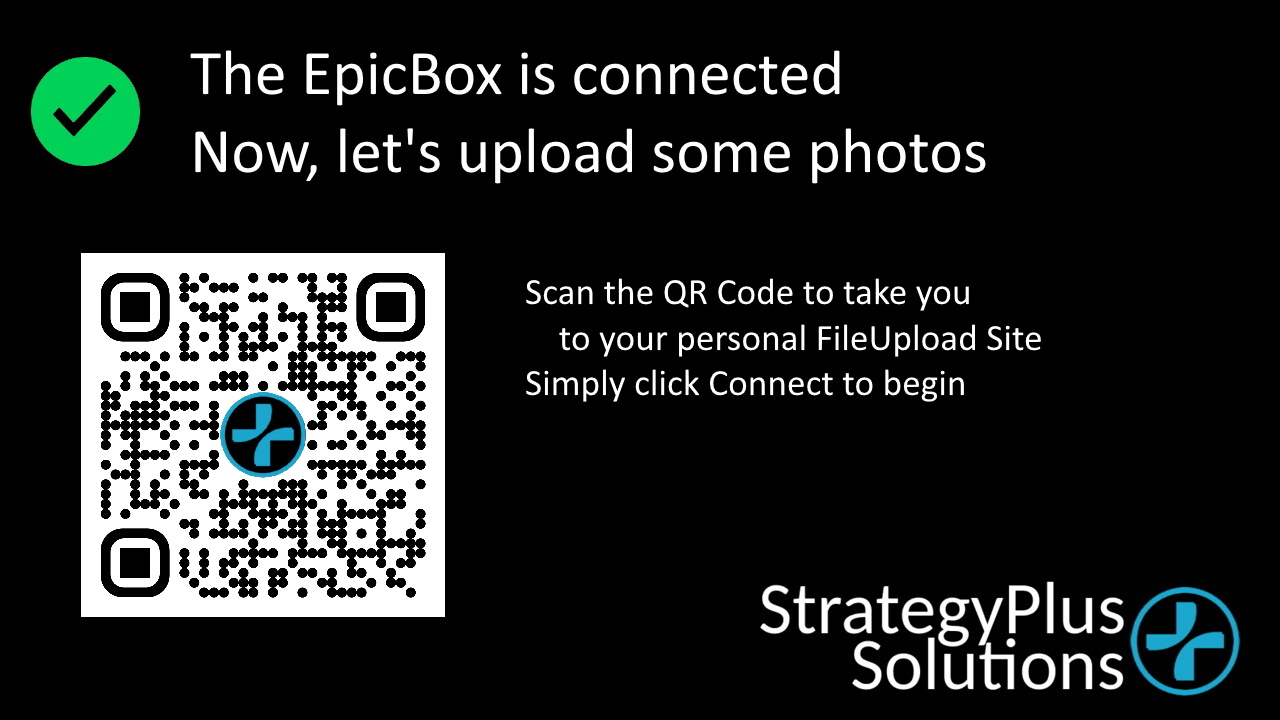 The EpicBox is connected
Now, let's upload some photos
Scan the QR Code to take you
to your personal FileUpload Site
Simply click Connect to begin
StrategyPlus
Solutions